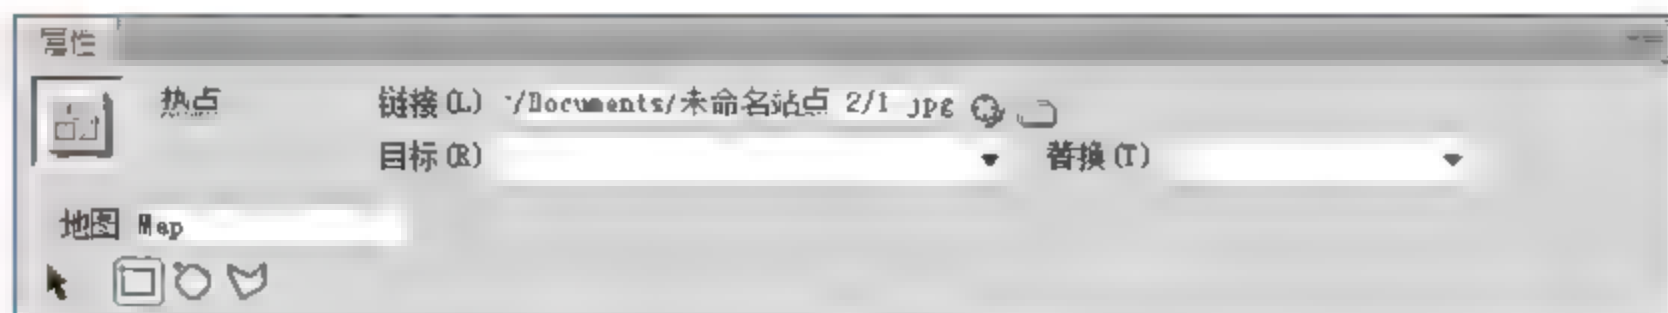 属性
热点 链接(L) /Documents/未命名站点 2/1 jpg
目标(R) 替换(T)
地图 Map